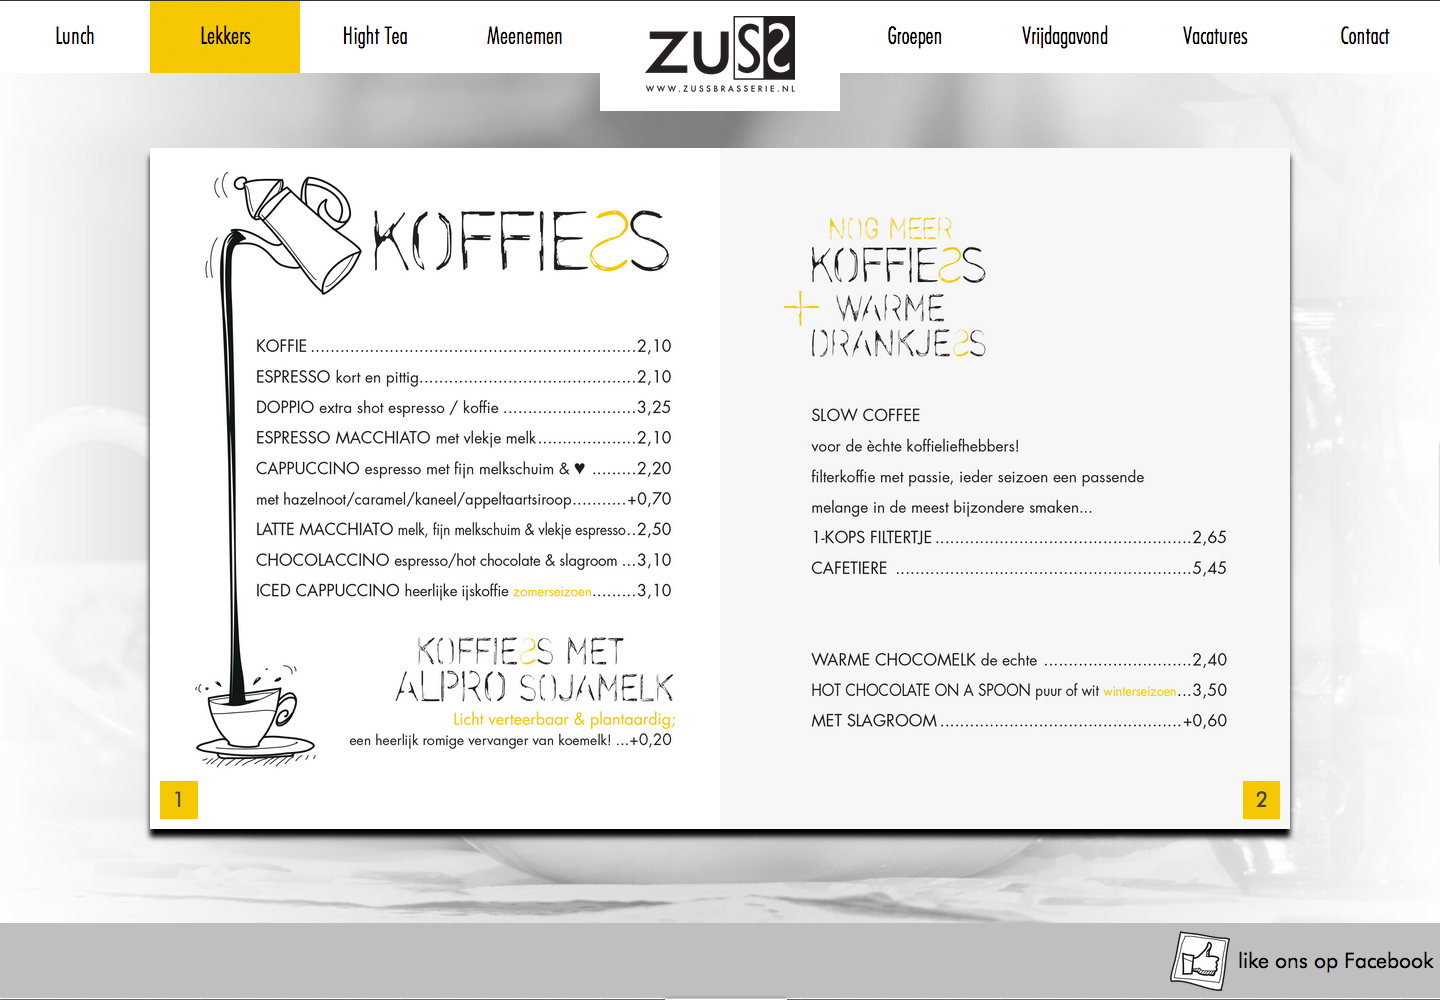 Lunch
Lekkers
Hight Tea
Meenemen
ZUSS
WWW.ZUSSBRASSERIE.NL
Groepen
Vrijdagavond
Vacatures
Contact
KOFFIESS
KOFFIE ..................................................................2,10
ESPRESSO kort en pittig............................................2,10
DOPPIO extra shot espresso / koffie ...........................3,25
ESPRESSO MACCHIATO met vlekje melk....................2,10
CAPPUCCINO espresso met fijn melkschuim & ♥ .........2,20
met hazelnoot/caramel/kaneel/appeltaartsiroop...........+0,70
LATTE MACCHIATO melk, fijn melkschuim & vlekje espresso..2,50
CHOCOLACCINO espresso/hot chocolate & slagroom ...3,10
ICED CAPPUCCINO heerlijke ijskoffie zomerseizoen.........3,10
KOFFIESS MET
ALPRO SOJAMELK
Licht verteerbaar & plantaardig;
een heerlijk romige vervanger van koemelk! ...+0,20
1
NOG MEER
KOFFIESS
+ WARME
DRANKJESS
SLOW COFFEE
voor de èchte koffieliefhebbers!
filterkoffie met passie, ieder seizoen een passende
melange in de meest bijzondere smaken...
1-KOPS FILTERTJE ....................................................2,65
CAFETIERE ............................................................5,45
WARME CHOCOMELK de echte ..............................2,40
HOT CHOCOLATE ON A SPOON puur of wit winterseizoen...3,50
MET SLAGROOM .................................................+0,60
2
like ons op Facebook